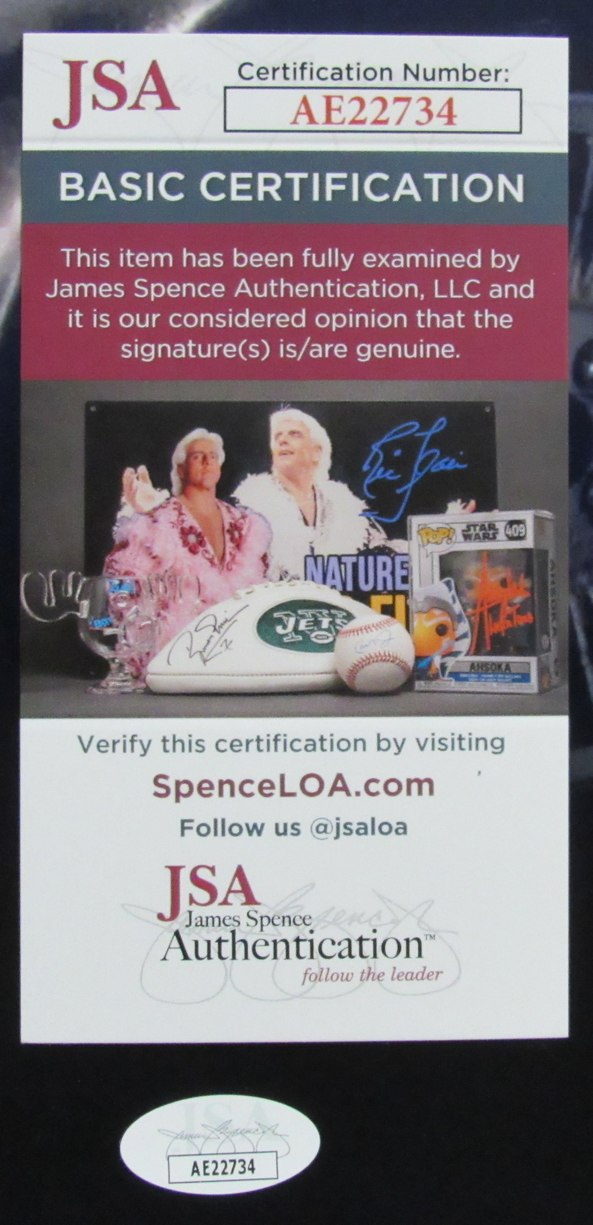 JSA
Certification Number:
AE22734
BASIC CERTIFICATION
This item has been fully examined by
James Spence Authentication, LLC and
it is our considered opinion that the
signature(s) is/are genuine.
NATURE
JETS
POP!
STAR
WARS
409
AHSOKA
Verify this certification by visiting
SpenceLOA.com
Follow us @jsaloa
JSA
James Spence
Authentication™
follow the leader
JSA
AE22734